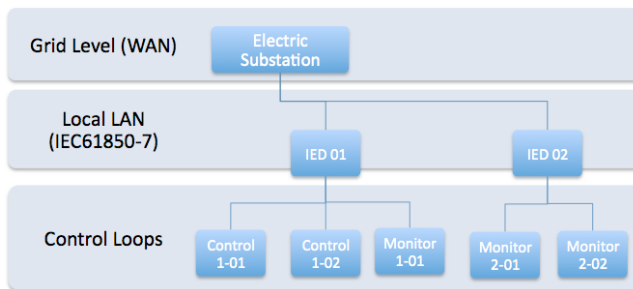 Grid Level (WAN)
Electric
Substation
Local LAN
(IEC61850-7)
IED 01
IED 02
Control Loops
Control
1-01
Control
1-02
Monitor
1-01
Monitor
2-01
Monitor
2-02